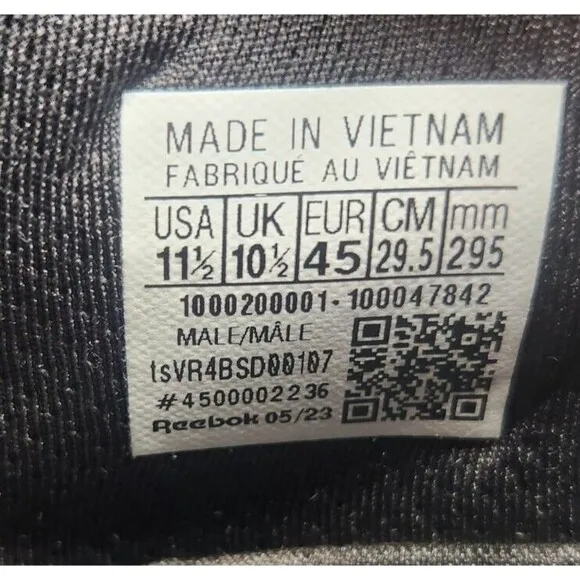 MADE IN VIETNAM
FABRIQUÉ AU VIÊTNAM
USA UK EUR CM mm
11½ 10½ 45 29.5 295
1000200001-100047842
MALE/MÂLE
tsVR4BSD00107
#4500002236
Reebok 05/23